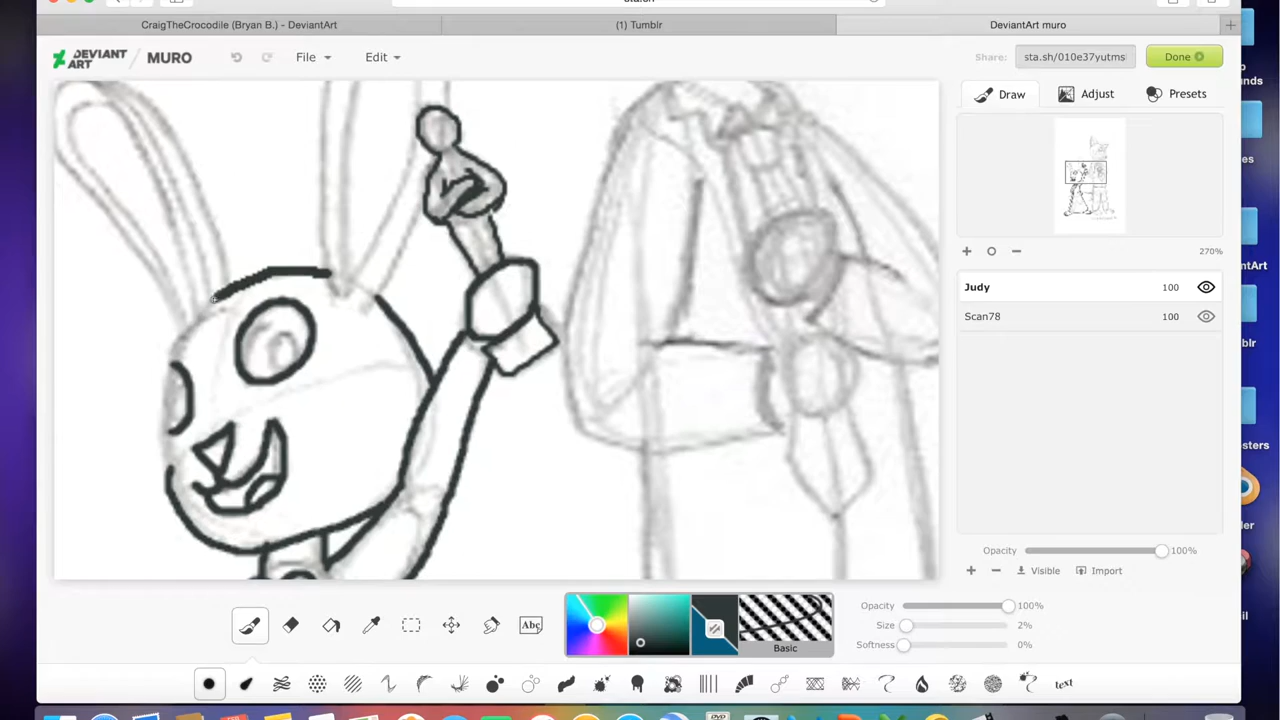 CraigTheCrocodile (Bryan B.) - DeviantArt
(1) Tumblr
DeviantArt muro
+
DEVIANT ART / MURO
File
Edit
Share:
sta.sh/010e37yutms
Done
Draw
Adjust
Presets
270%
Judy 100
Scan78 100
Opacity 100%
Visible
Import
Abc
Basic
Opacity 100%
Size 2%
Softness 0%
text